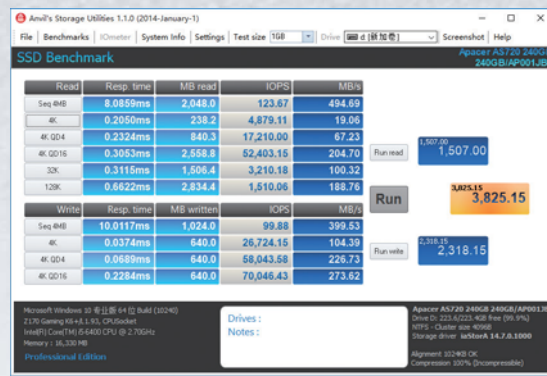 Anvil's Storage Utilities 1.1.0 (2014-January-1)
File Benchmarks IOmeter System Info Settings Test size 1GB Drive d [新加卷] Screenshot Help
SSD Benchmark
Apacer AS720 240G
240GB/AP001JB
Read Resp. time MB read IOPS MB/s
Seq 4MB 8.0859ms 2,048.0 123.67 494.69
4K 0.2050ms 238.2 4,879.11 19.06
4K QD4 0.2324ms 840.3 17,210.00 67.23
4K QD16 0.3053ms 2,558.8 52,403.15 204.70
32K 0.3115ms 1,506.4 3,210.18 100.32
128K 0.6622ms 2,834.4 1,510.06 188.76
Run read
1,507.00
1,507.00
Run
3,825.15
3,825.15
Write Resp. time MB written IOPS MB/s
Seq 4MB 10.0117ms 1,024.0 99.88 399.53
4K 0.0374ms 640.0 26,724.15 104.39
4K QD4 0.0689ms 640.0 58,043.58 226.73
4K QD16 0.2284ms 640.0 70,046.43 273.62
Run write
2,318.15
2,318.15
Microsoft Windows 10 专业版 64 位 Build (10240)
Z170 Gaming K6+/L1.93, CPUSocket
Intel(R) Core(TM) i5-6400 CPU @ 2.70GHz
Memory : 16,330 MB
Professional Edition
Drives :
Notes :
Apacer AS720 240GB 240GB/AP001JB
Drive D: 223.6/223.4GB free (99.9%)
NTFS - Cluster size 4096B
Storage driver iaStorA 14.7.0.1000
Alignment 1024KB OK
Compression 100% (Incompressible)